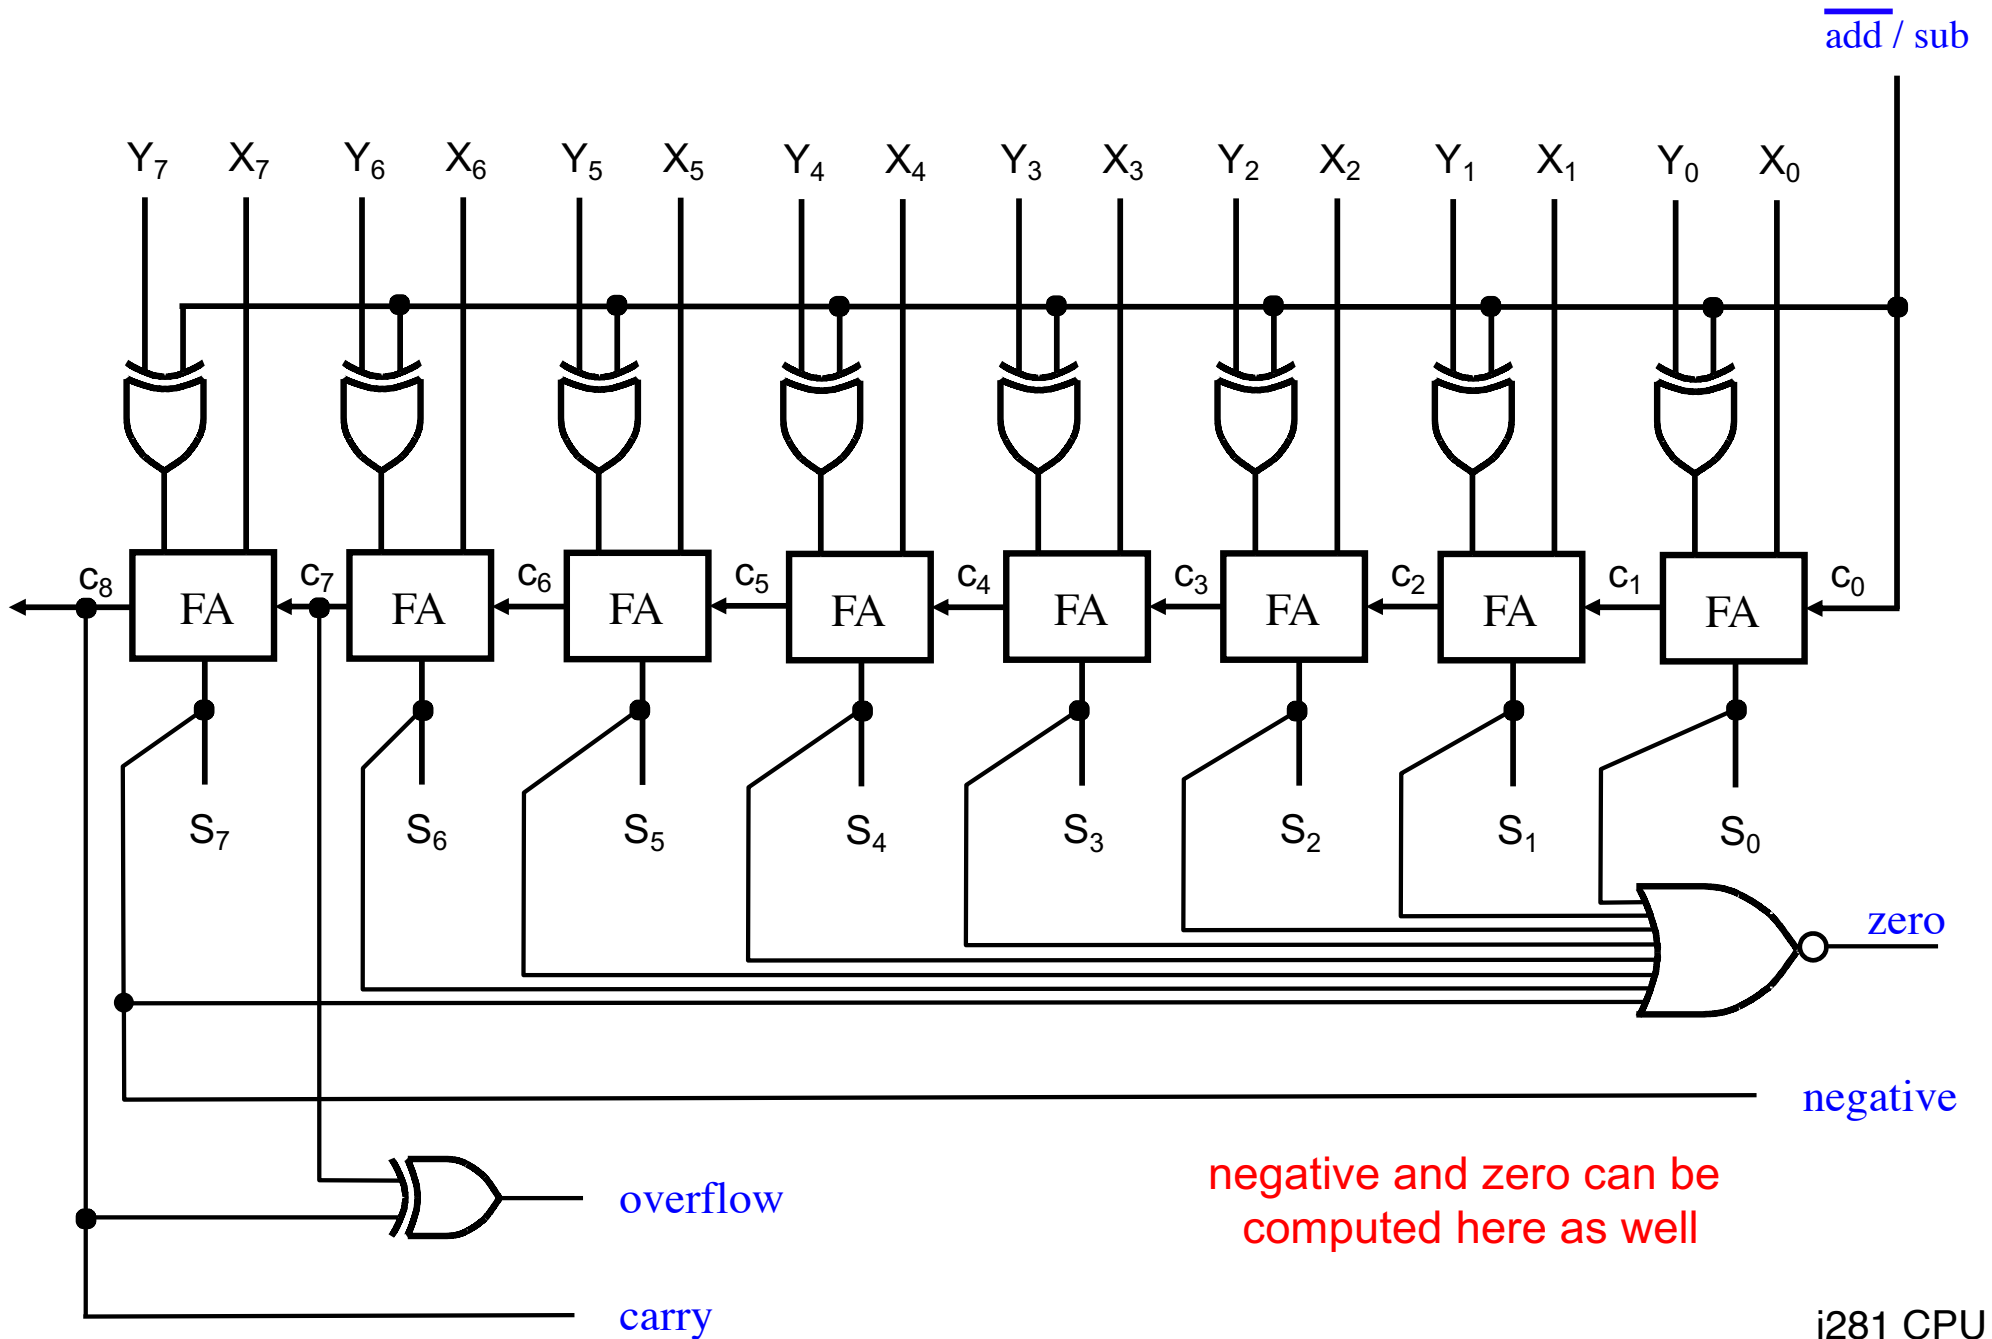 add / sub
Y7 X7 Y6 X6 Y5 X5 Y4 X4 Y3 X3 Y2 X2 Y1 X1 Y0 X0
c8 c7 c6 c5 c4 c3 c2 c1 c0
FA FA FA FA FA FA FA FA
S7 S6 S5 S4 S3 S2 S1 S0
zero
negative
negative and zero can be
computed here as well
overflow
carry
i281 CPU